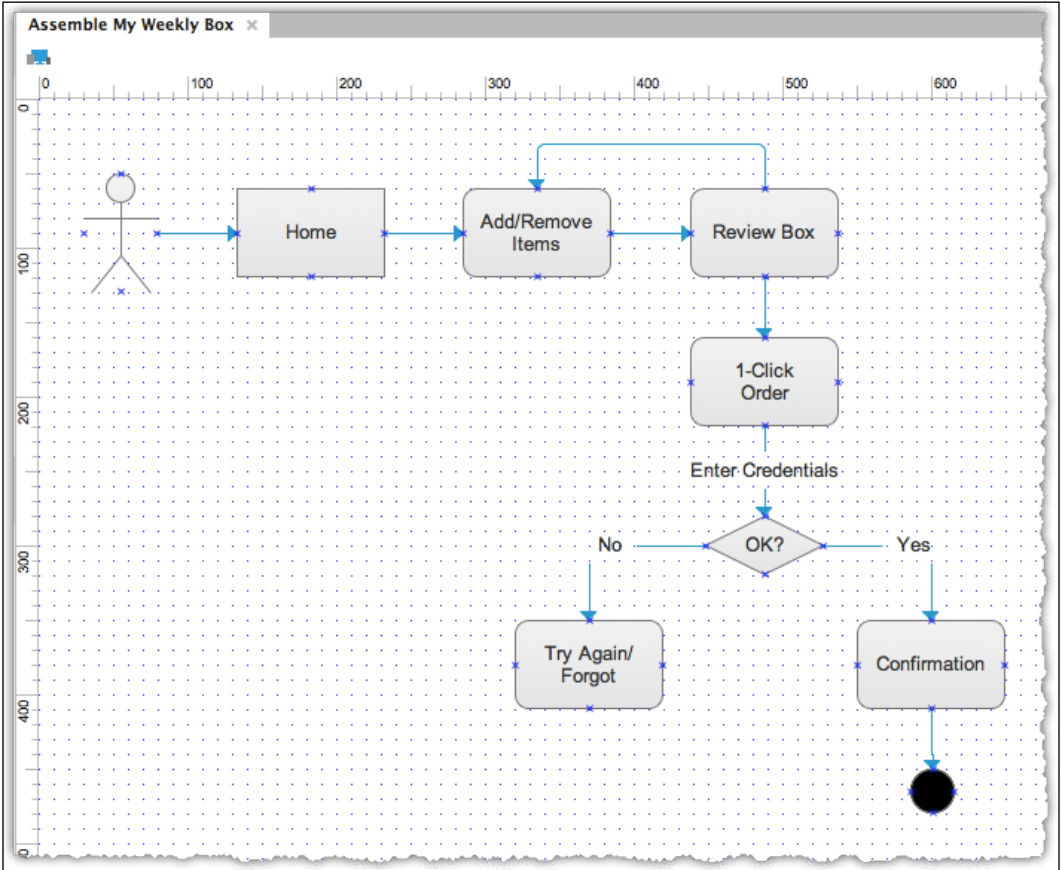 Assemble My Weekly Box ×
0 100 200 300 400 500 600
0
100
200
300
400
Home
Add/Remove
Items
Review Box
1-Click
Order
Enter Credentials
No
OK?
Yes
Try Again/
Forgot
Confirmation